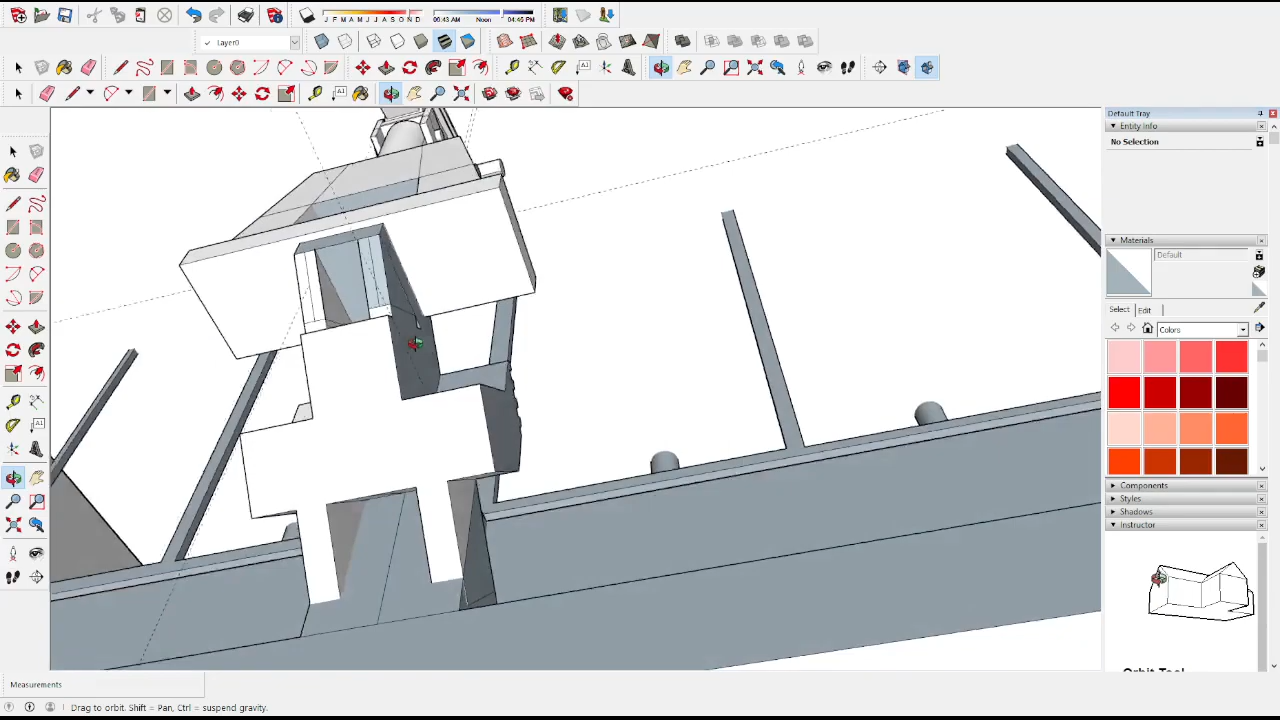 J F M A M J J A S O N D
06:43 AM Noon 04:45 PM
Layer0
Default Tray
Entity Info
No Selection
Materials
Default
Select Edit
Colors
Components
Styles
Shadows
Instructor
Measurements
Drag to orbit. Shift = Pan, Ctrl = suspend gravity.